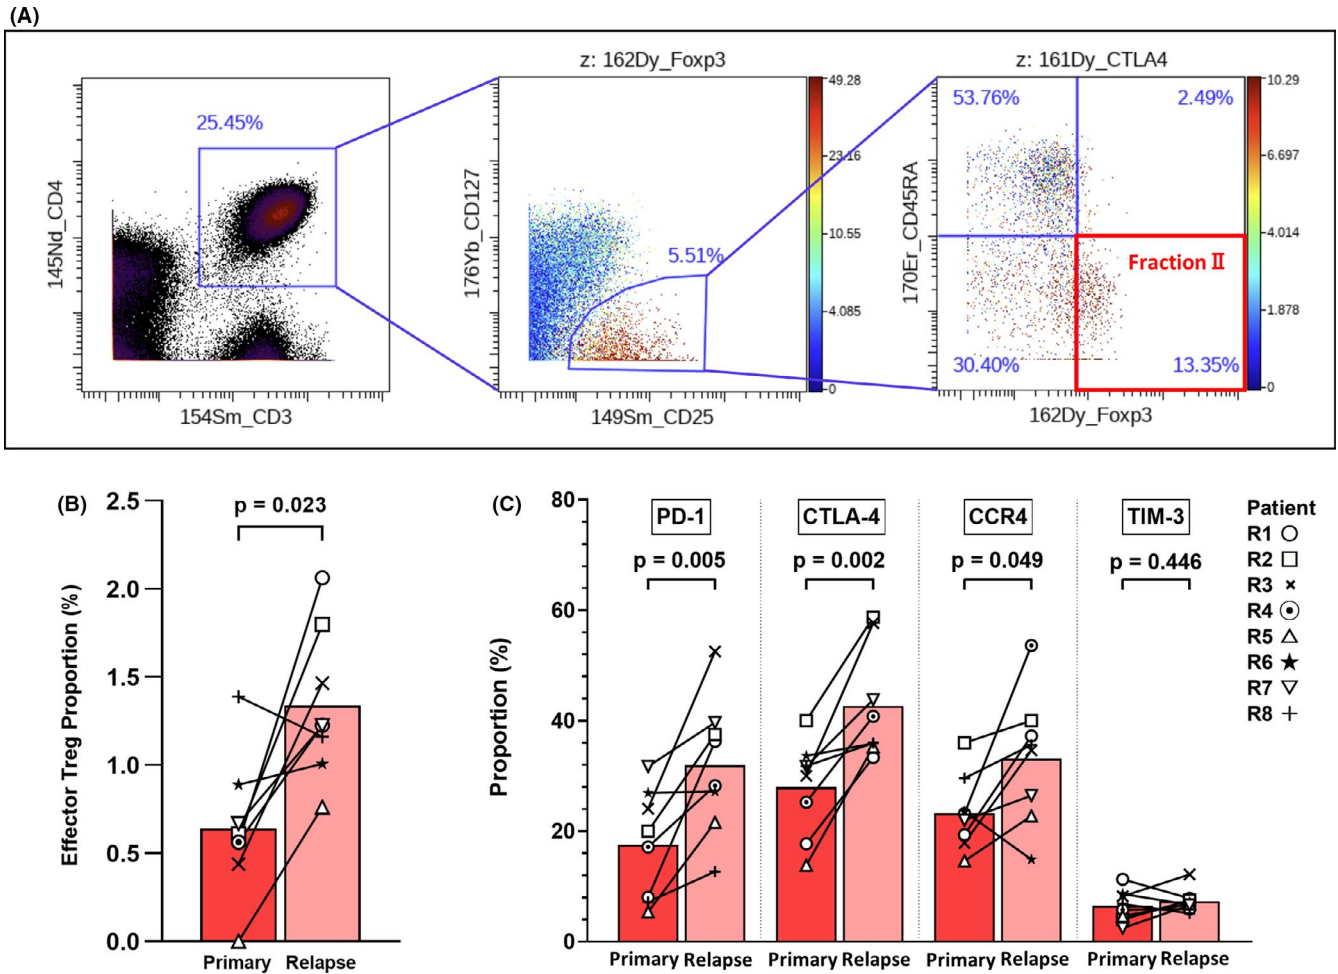 (A)
z: 162Dy_Foxp3
z: 161Dy_CTLA4
25.45%
145Nd_CD4
154Sm_CD3
5.51%
176Yb_CD127
149Sm_CD25
49.28
23.16
10.55
4.085
0
53.76%
2.49%
Fraction Ⅱ
30.40%
13.35%
170Er_CD45RA
162Dy_Foxp3
10.29
6.697
4.014
1.878
0
(B)
p = 0.023
Effector Treg Proportion (%)
2.5
2.0
1.5
1.0
0.5
0.0
Primary Relapse
(C)
Proportion (%)
80
60
40
20
0
PD-1 CTLA-4 CCR4 TIM-3
p = 0.005 p = 0.002 p = 0.049 p = 0.446
Primary Relapse Primary Relapse Primary Relapse Primary Relapse
Patient
R1
R2
R3
R4
R5
R6
R7
R8